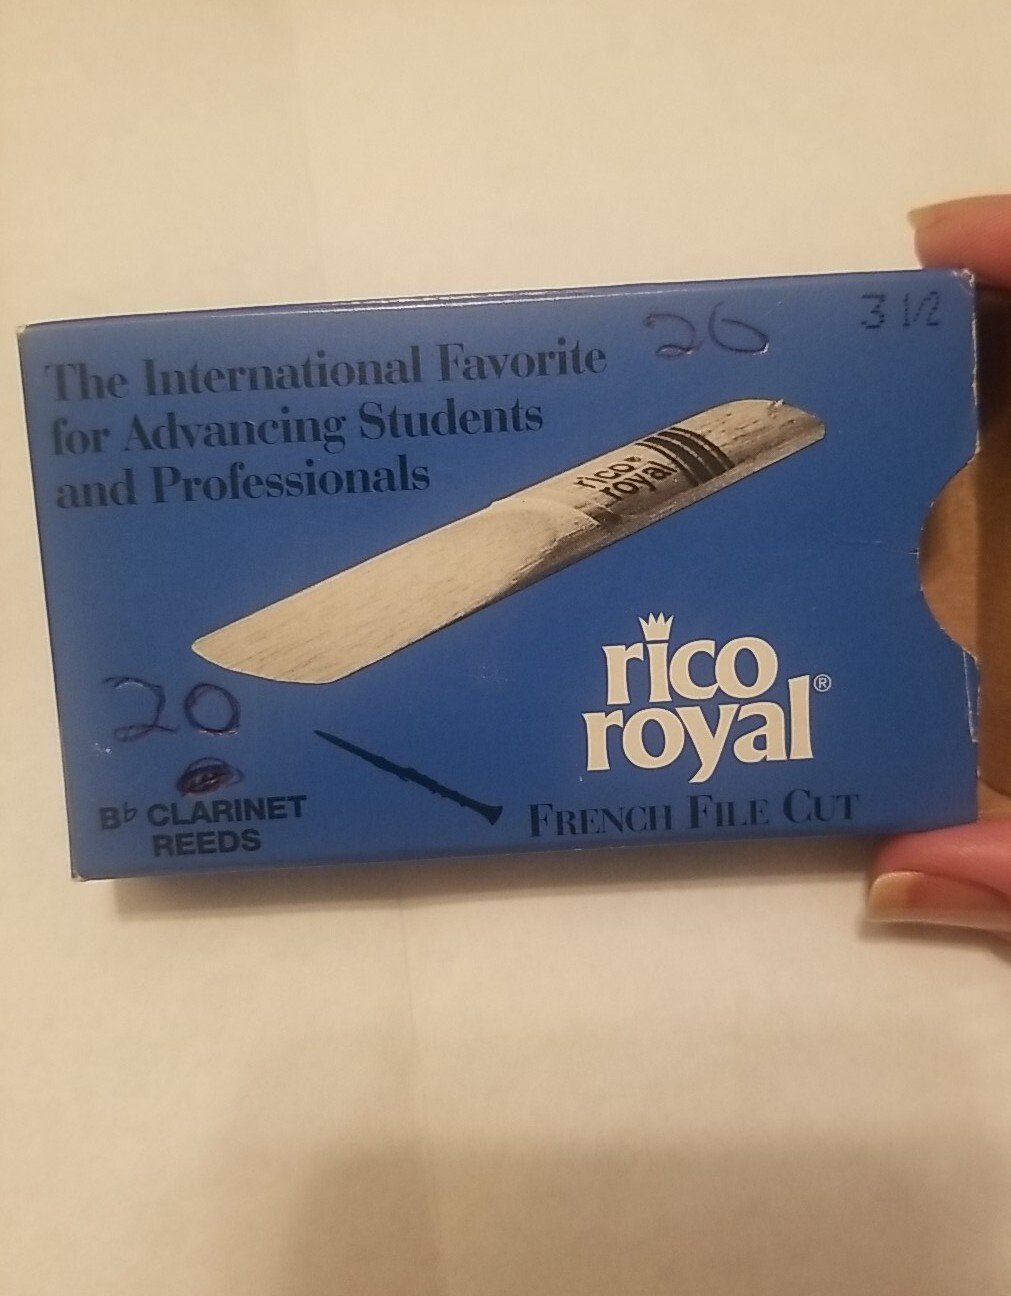 26
3 1/2
The International Favorite
for Advancing Students
and Professionals
rico
royal
rico
royal®
20
B♭ CLARINET
REEDS
FRENCH FILE CUT